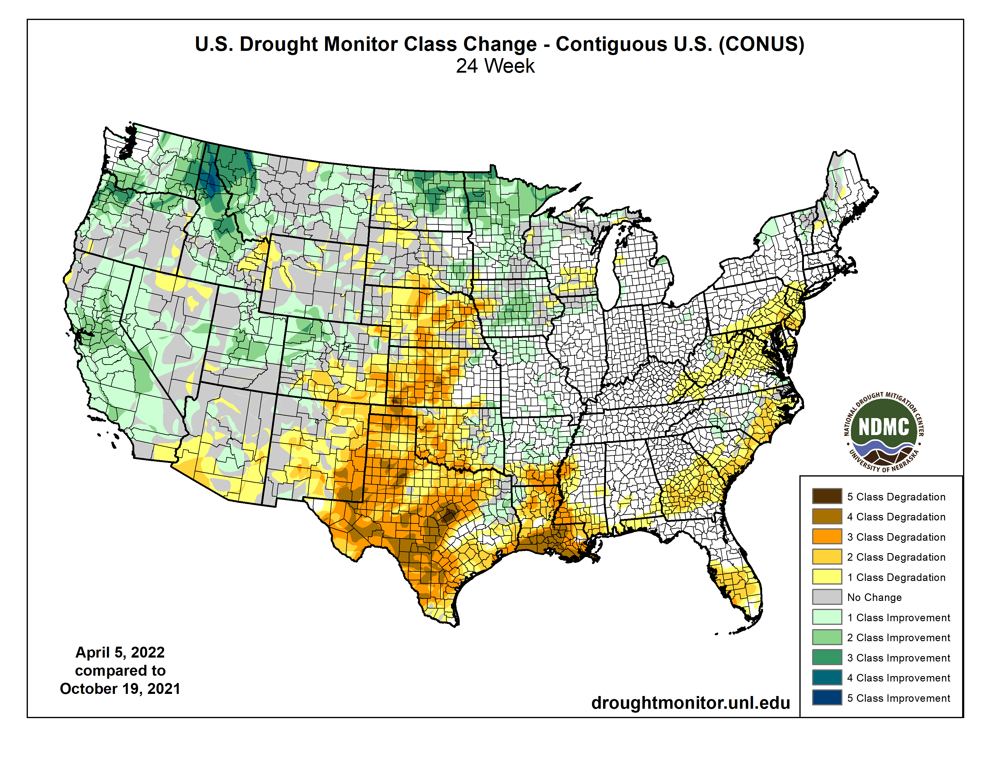 U.S. Drought Monitor Class Change - Contiguous U.S. (CONUS)
24 Week
NATIONAL DROUGHT MITIGATION CENTER
NDMC
UNIVERSITY OF NEBRASKA
5 Class Degradation
4 Class Degradation
3 Class Degradation
2 Class Degradation
1 Class Degradation
No Change
1 Class Improvement
2 Class Improvement
3 Class Improvement
4 Class Improvement
5 Class Improvement
April 5, 2022
compared to
October 19, 2021
droughtmonitor.unl.edu